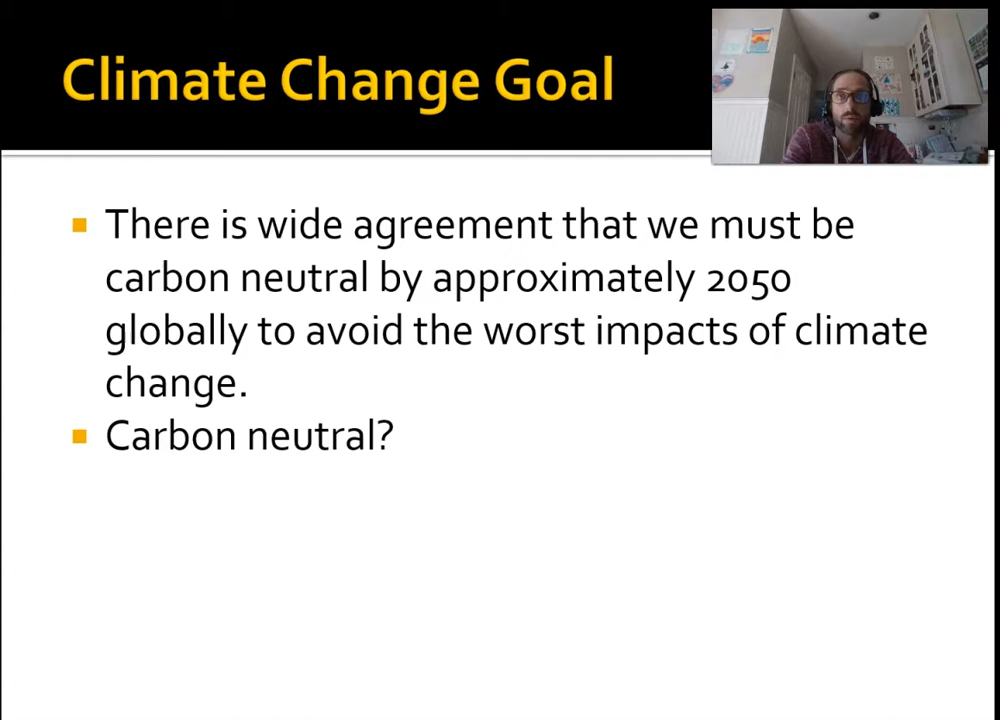 Climate Change Goal
There is wide agreement that we must be
carbon neutral by approximately 2050
globally to avoid the worst impacts of climate
change.
Carbon neutral?